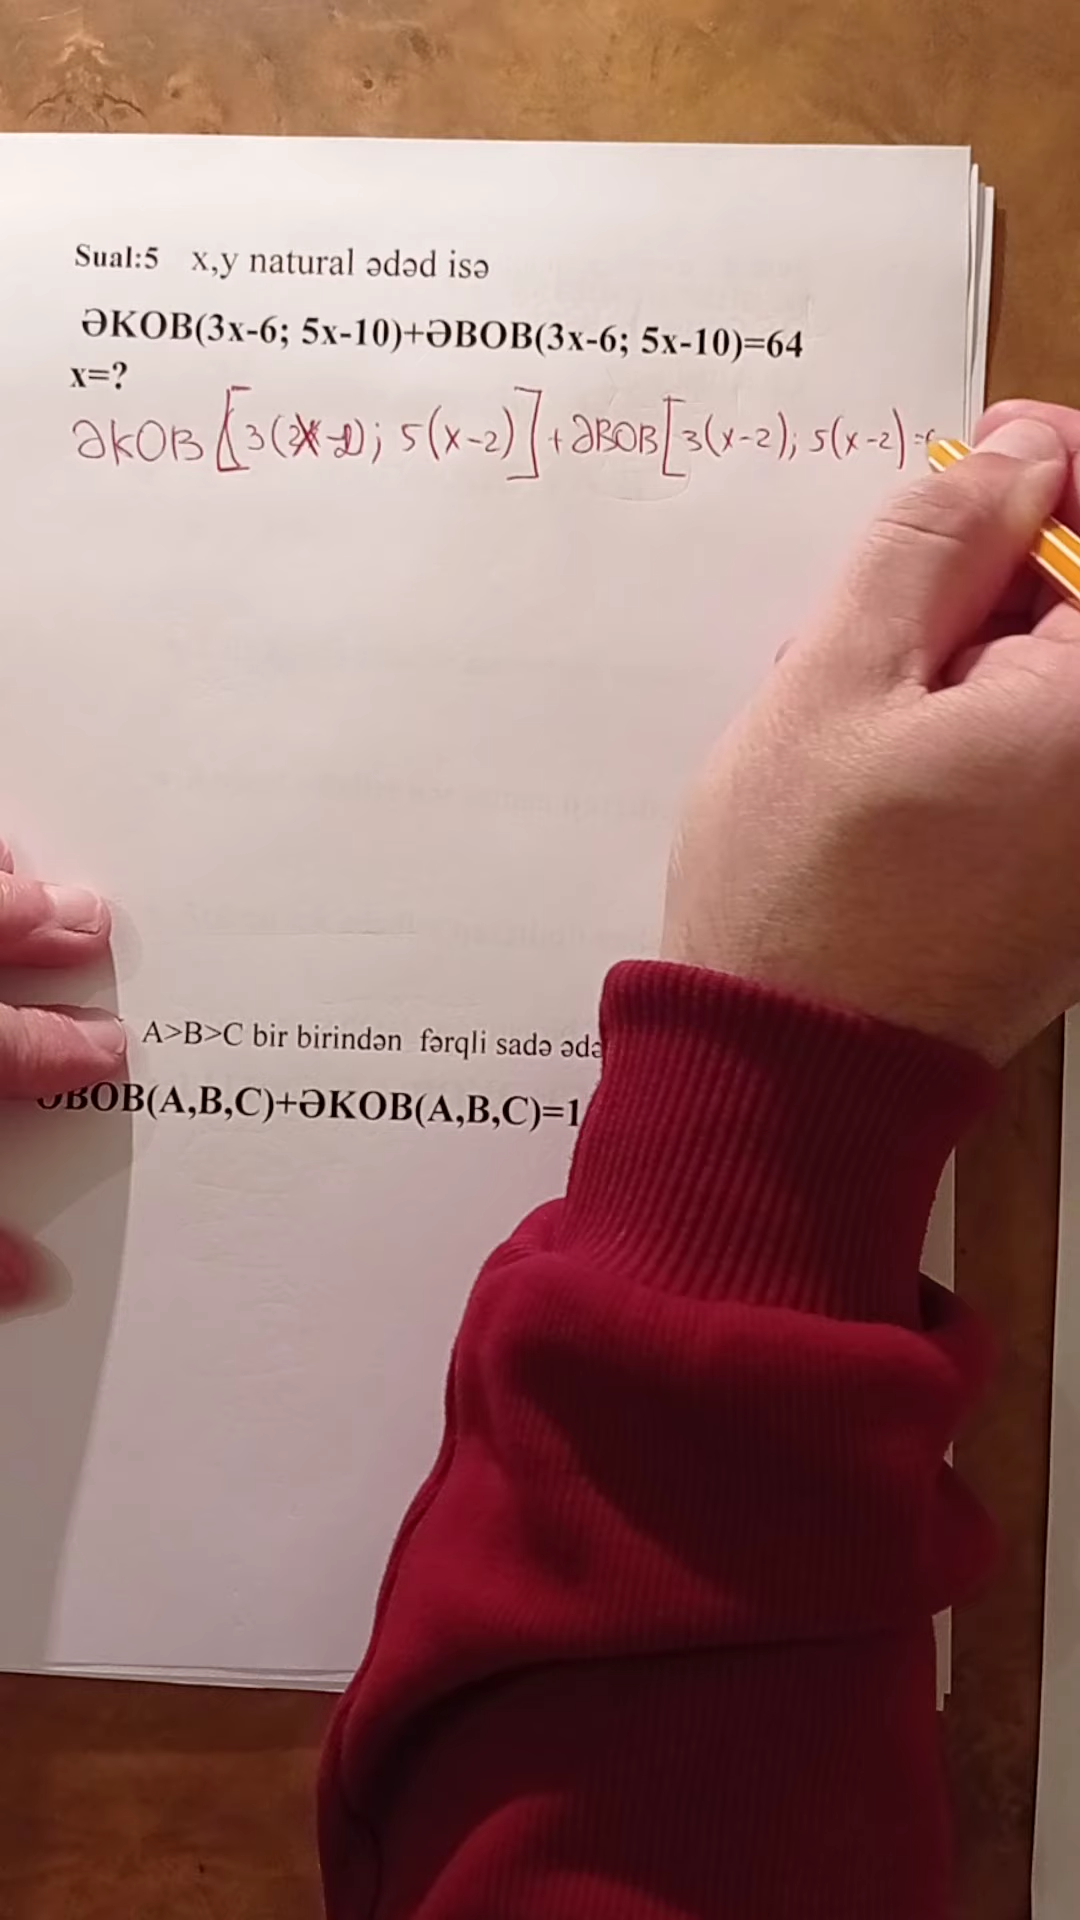 Sual:5 x,y natural ədəd isə
ƏKOB(3x-6; 5x-10)+ƏBOB(3x-6; 5x-10)=64
x=?
ƏKOB [3(x-2); 5(x-2)] + ƏBOB[3(x-2); 5(x-2) =
A>B>C bir birindən fərqli sadə
ƏBOB(A,B,C)+ƏKOB(A,B,C)=1